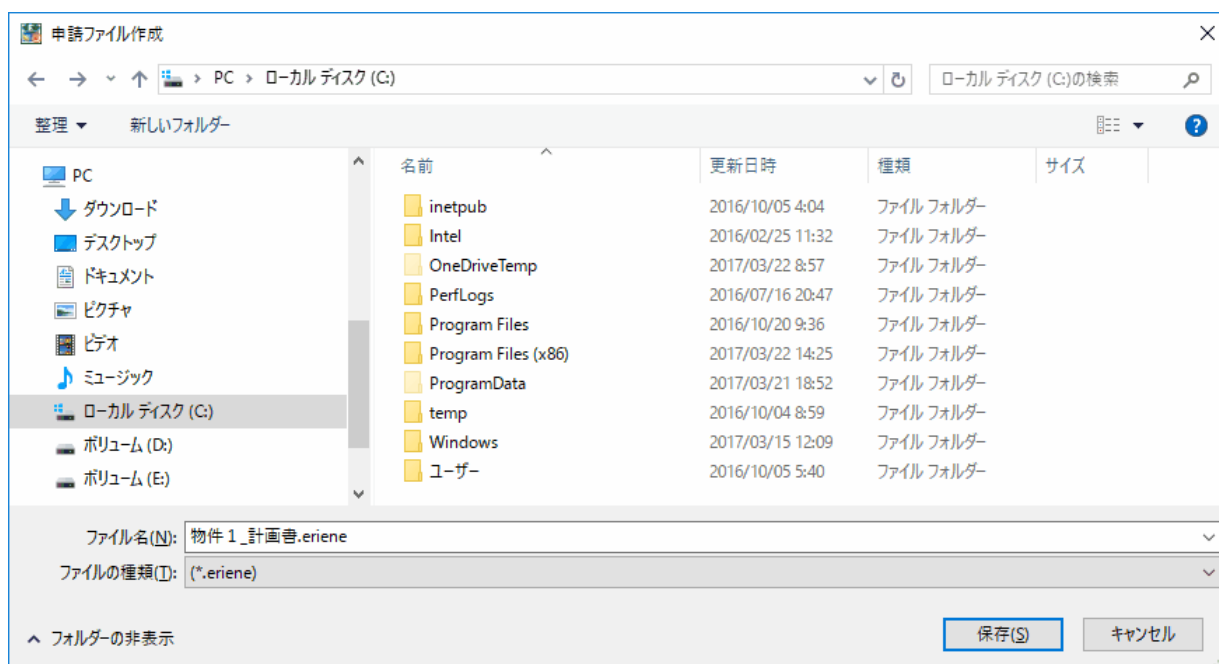 申請ファイル作成
PC ローカル ディスク (C:) ローカル ディスク (C:)の検索
整理 新しいフォルダー
名前 更新日時 種類 サイズ
PC
ダウンロード
デスクトップ
ドキュメント
ピクチャ
ビデオ
ミュージック
ローカル ディスク (C:)
ボリューム (D:)
ボリューム (E:)
inetpub 2016/10/05 4:04 ファイル フォルダー
Intel 2016/02/25 11:32 ファイル フォルダー
OneDriveTemp 2017/03/22 8:57 ファイル フォルダー
PerfLogs 2016/07/16 20:47 ファイル フォルダー
Program Files 2016/10/20 9:36 ファイル フォルダー
Program Files (x86) 2017/03/22 14:25 ファイル フォルダー
ProgramData 2017/03/21 18:52 ファイル フォルダー
temp 2016/10/04 8:59 ファイル フォルダー
Windows 2017/03/15 12:09 ファイル フォルダー
ユーザー 2016/10/05 5:40 ファイル フォルダー
ファイル名(N): 物件１_計画書.eriene
ファイルの種類(T): (*.eriene)
フォルダーの非表示 保存(S) キャンセル